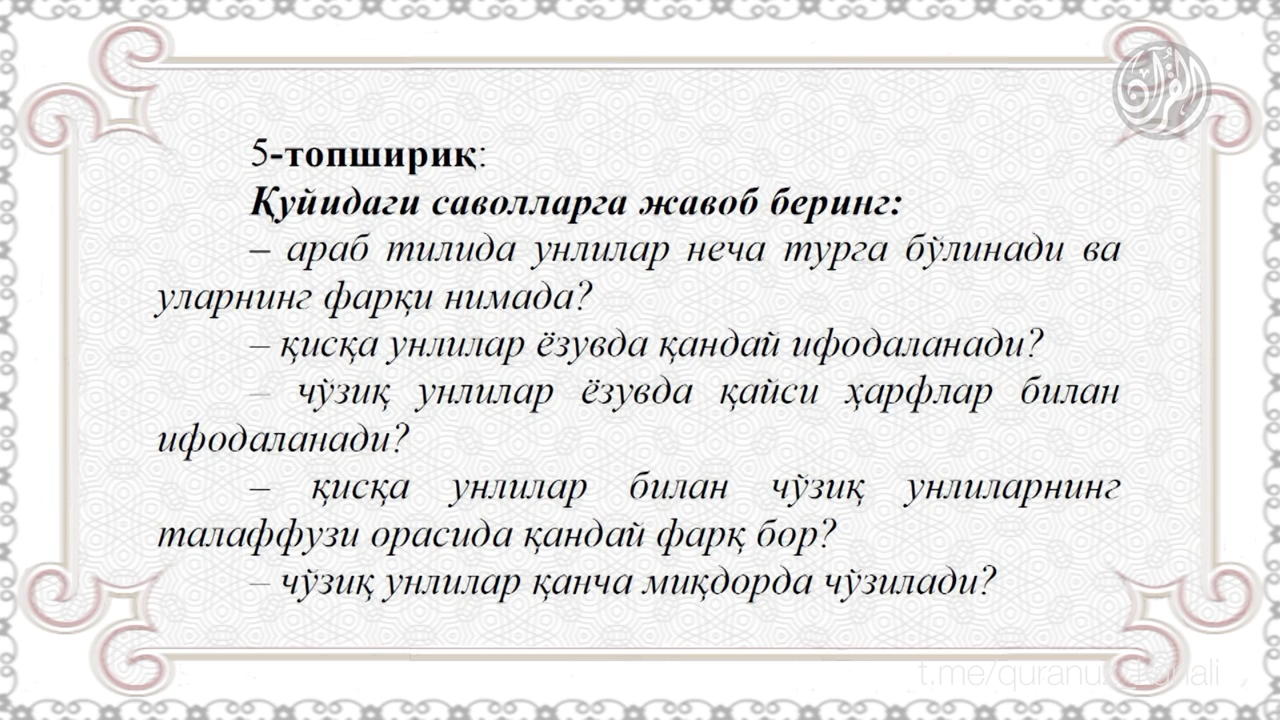 القرآن
5-топшириқ:
Қуйидаги саволларга жавоб беринг:
– араб тилида унлилар неча турга бўлинади ва
уларнинг фарқи нимада?
– қисқа унлилар ёзувда қандай ифодаланади?
– чўзиқ унлилар ёзувда қайси ҳарфлар билан
ифодаланади?
– қисқа унлилар билан чўзиқ унлиларнинг
талаффузи орасида қандай фарқ бор?
– чўзиқ унлилар қанча миқдорда чўзилади?